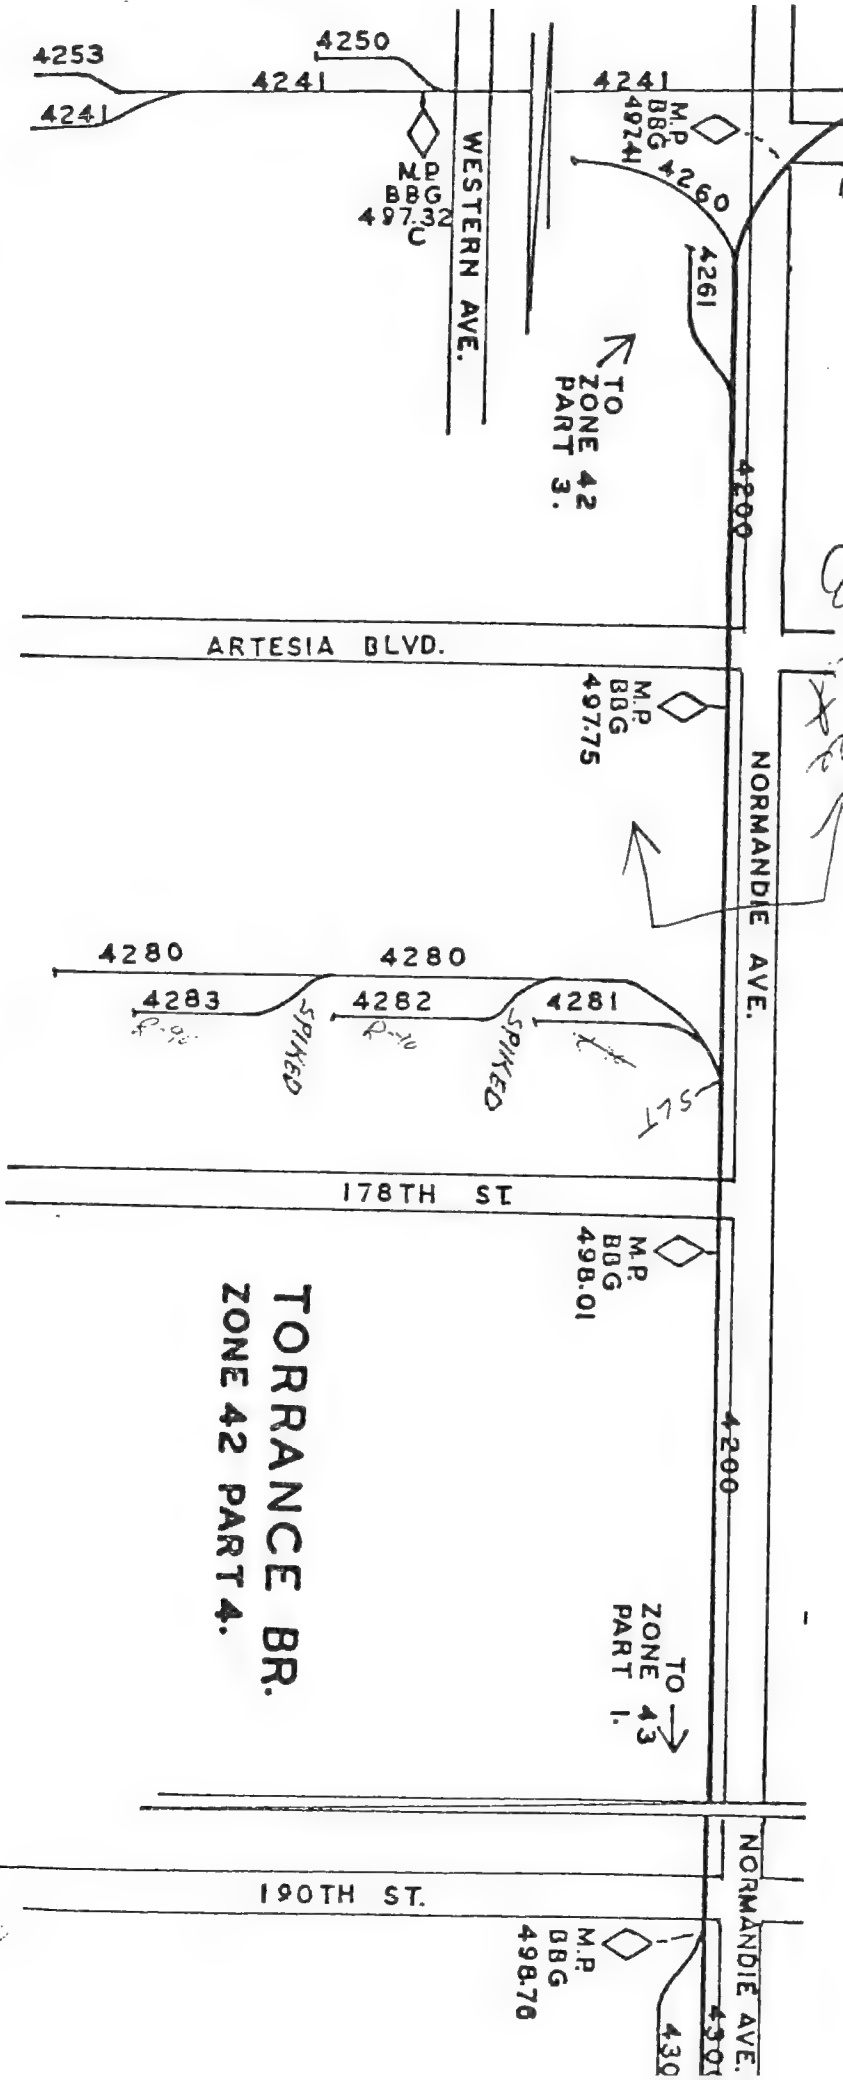 4253
4250
4241
4241
4241
M.P.
BBG
497.32
C
WESTERN AVE.
M.P
BBG
497.41
4260
4261
TO
ZONE 42
PART 3.
4200
ARTESIA BLVD.
M.P.
BBG
497.75
NORMANDIE AVE.
4280
4280
4283
4282
4281
SPIKED
SPIKED
SLT
178TH ST.
M.P.
BBG
498.01
TORRANCE BR.
ZONE 42 PART 4.
4200
TO
ZONE 43
PART 1.
190TH ST.
NORMANDIE AVE.
M.P.
BBG
498.76
430
4301